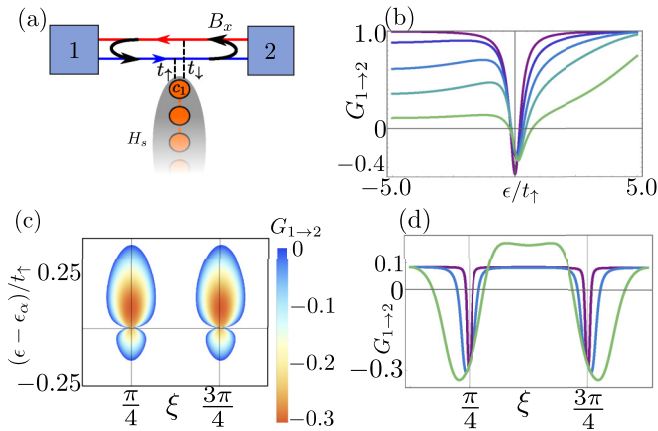 (a)
B_x
1
2
t_↑
t_↓
c_1
H_s
(b)
G_{1→2}
1.0
0
−0.4
−5.0
ϵ/t_↑
5.0
(c)
G_{1→2}
(ϵ − ϵ_α)/t_↑
0.25
−0.25
π/4
ξ
3π/4
0
−0.1
−0.2
−0.3
(d)
G_{1→2}
0.1
0
−0.3
π/4
ξ
3π/4